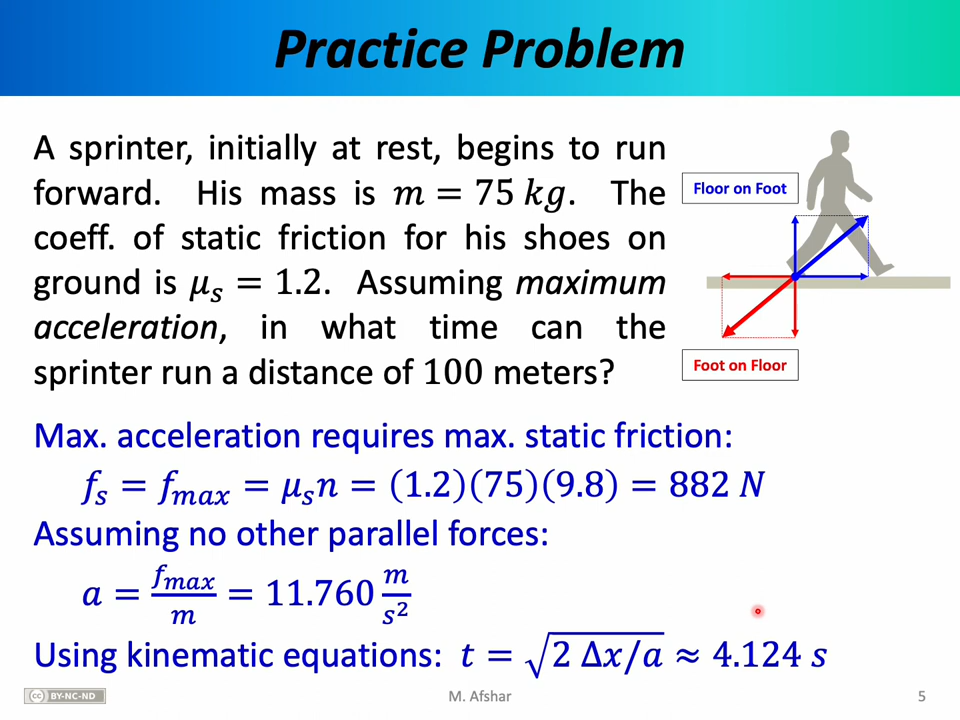 Practice Problem
A sprinter, initially at rest, begins to run
forward. His mass is m = 75 kg. The
coeff. of static friction for his shoes on
ground is μₛ = 1.2. Assuming maximum
acceleration, in what time can the
sprinter run a distance of 100 meters?
Floor on Foot
Foot on Floor
Max. acceleration requires max. static friction:
fₛ = f_max = μₛn = (1.2)(75)(9.8) = 882 N
Assuming no other parallel forces:
a = f_max/m = 11.760 m/s²
Using kinematic equations: t = √(2 Δx/a) ≈ 4.124 s
cc BY-NC-ND
M. Afshar
5